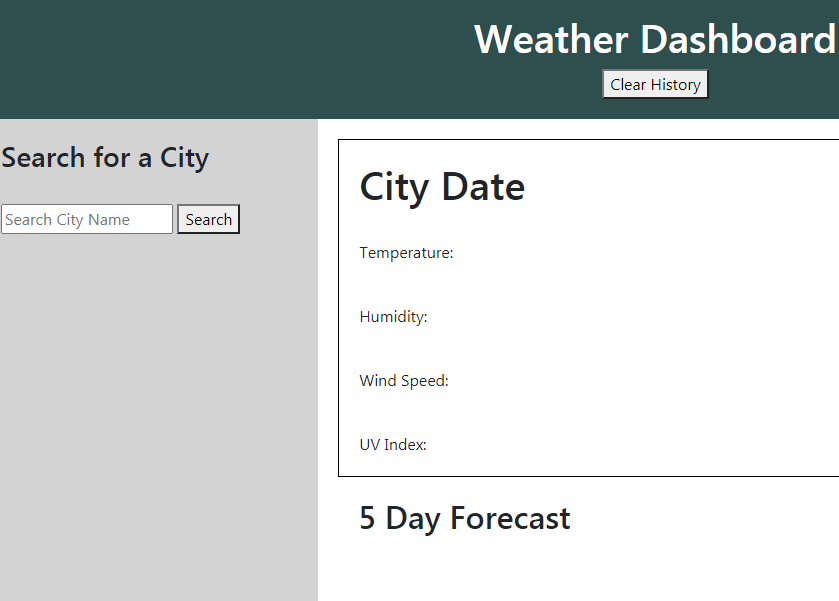 Weather Dashboard
Clear History
Search for a City
Search City Name Search
City Date
Temperature:
Humidity:
Wind Speed:
UV Index:
5 Day Forecast